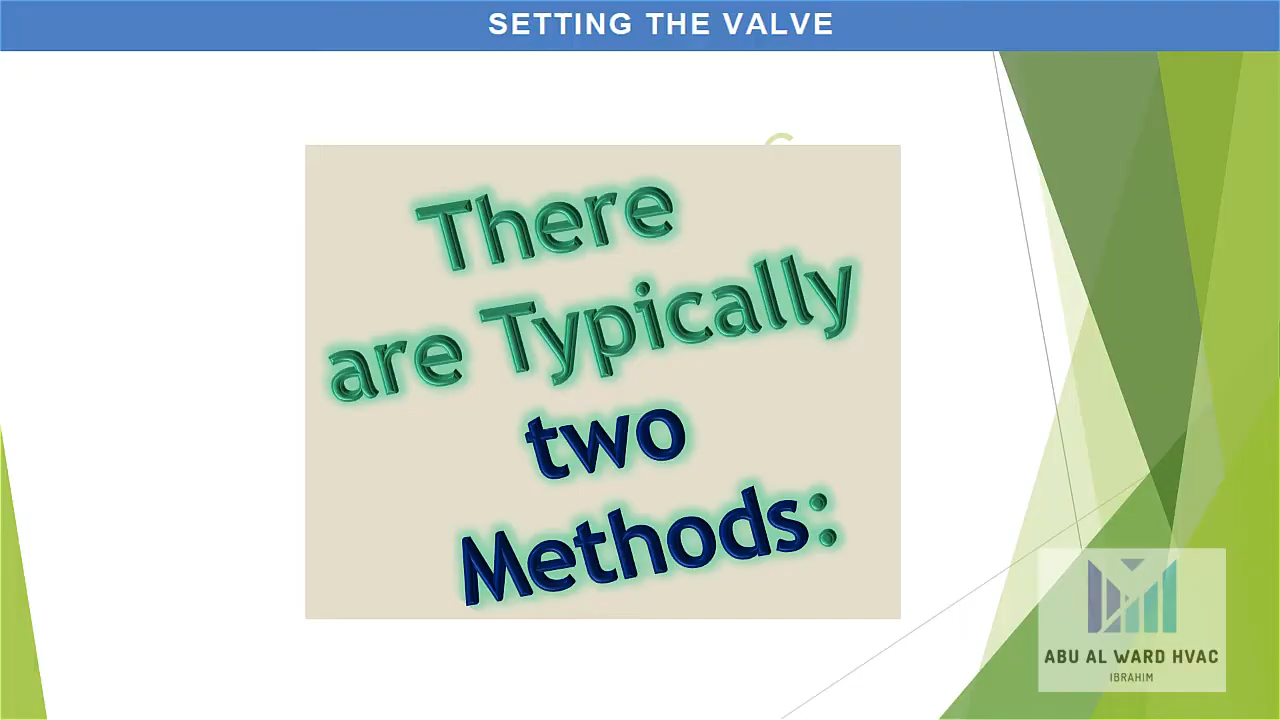 SETTING THE VALVE
There
are Typically
two
Methods:
ABU AL WARD HVAC
IBRAHIM